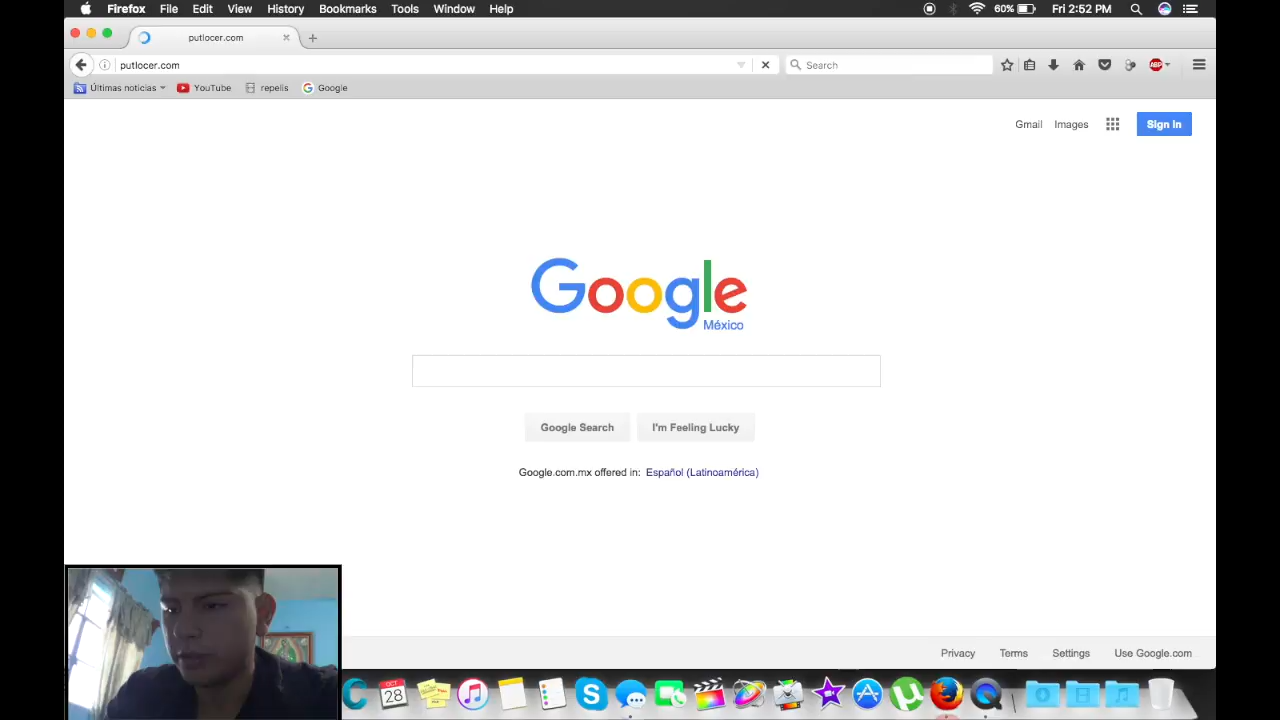 Firefox File Edit View History Bookmarks Tools Window Help 60% Fri 2:52 PM
putlocer.com
putlocer.com Search ABP
Últimas noticias YouTube repelis Google
Gmail Images Sign in
Google
México
Google Search I'm Feeling Lucky
Google.com.mx offered in: Español (Latinoamérica)
Privacy Terms Settings Use Google.com
OCT
28